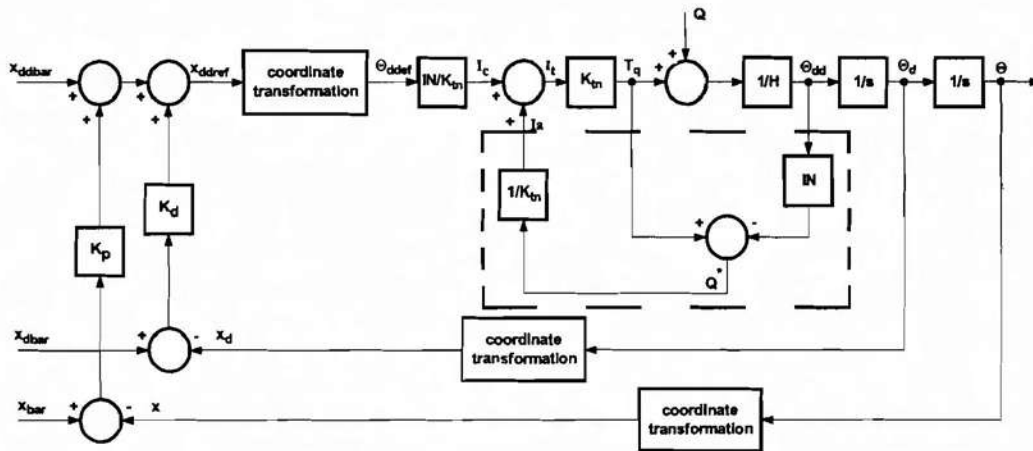 Q
x_ddbar + + + + x_ddref coordinate transformation Θ_ddef IN/K_tn I_c + + I_t K_tn T_q + + 1/H Θ_dd 1/s Θ_d 1/s Θ
I_a
1/K_tn
IN
K_d
K_p
+ -
Q*
x_dbar + - x_d coordinate transformation
x_bar + - x coordinate transformation